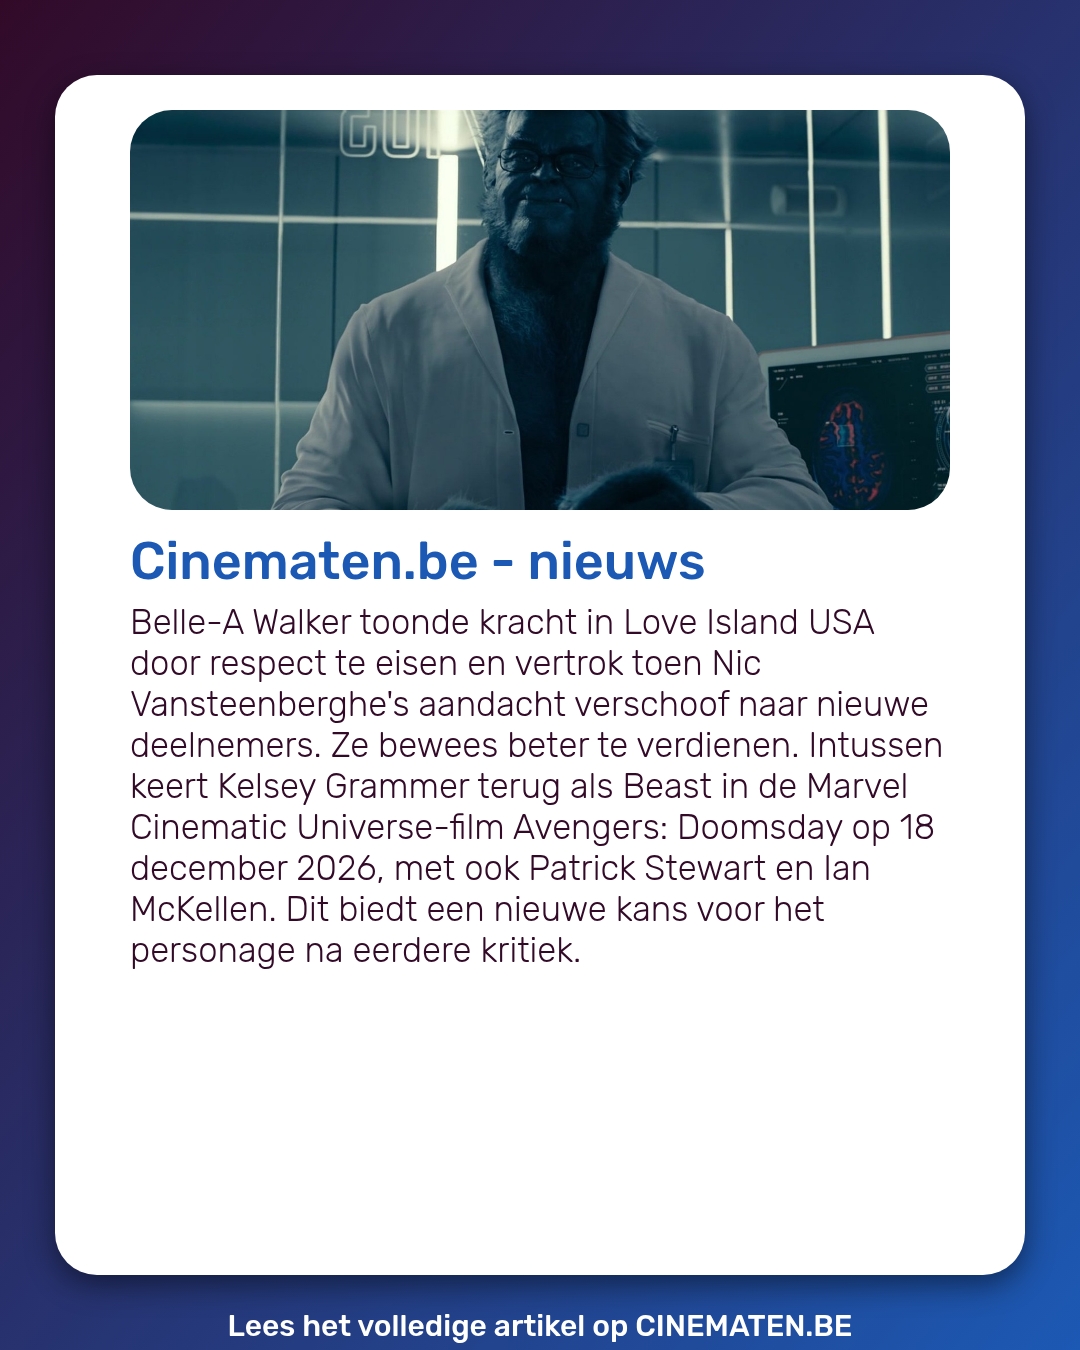 Cinematen.be - nieuws
Belle-A Walker toonde kracht in Love Island USA
door respect te eisen en vertrok toen Nic
Vansteenberghe's aandacht verschoof naar nieuwe
deelnemers. Ze bewees beter te verdienen. Intussen
keert Kelsey Grammer terug als Beast in de Marvel
Cinematic Universe-film Avengers: Doomsday op 18
december 2026, met ook Patrick Stewart en Ian
McKellen. Dit biedt een nieuwe kans voor het
personage na eerdere kritiek.
Lees het volledige artikel op CINEMATEN.BE